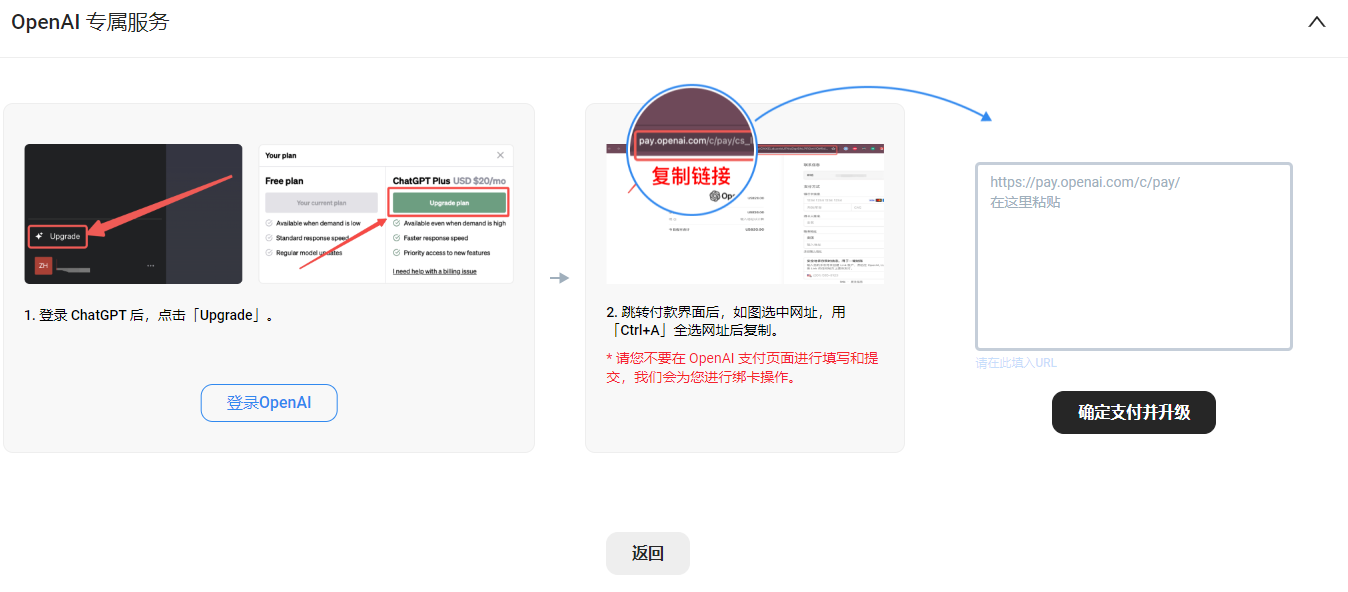 OpenAI 专属服务
Upgrade
ZH
Your plan
Free plan
Your current plan
Available when demand is low
Standard response speed
Regular model updates
ChatGPT Plus USD $20/mo
Upgrade plan
Available even when demand is high
Faster response speed
Priority access to new features
I need help with a billing issue
1. 登录 ChatGPT 后，点击「Upgrade」。
登录OpenAI
pay.openai.com/c/pay/cs_l
复制链接
2. 跳转付款界面后，如图选中网址，用
「Ctrl+A」全选网址后复制。
* 请您不要在 OpenAI 支付页面进行填写和提
交，我们会为您进行绑卡操作。
https://pay.openai.com/c/pay/
在这里粘贴
请在此填入URL
确定支付并升级
返回